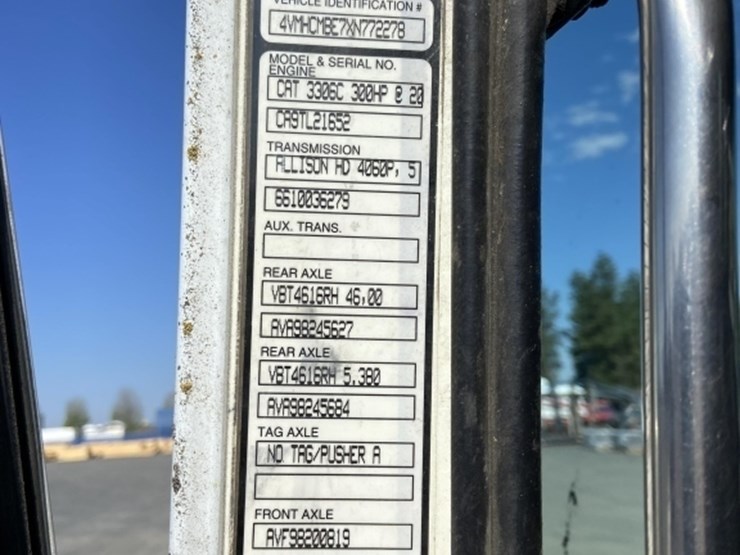 VEHICLE IDENTIFICATION #
4VMHCMBE7XN772278
MODEL & SERIAL NO.
ENGINE
CAT 3306C 300HP @ 20
CA9TL21652
TRANSMISSION
ALLISON HD 4060P, 5
6610036279
AUX. TRANS.
REAR AXLE
VBT4616RH 46,00
AVA98245627
REAR AXLE
VBT4616RH 5.380
AVA98245684
TAG AXLE
NO TAG/PUSHER A
FRONT AXLE
AVF98200819